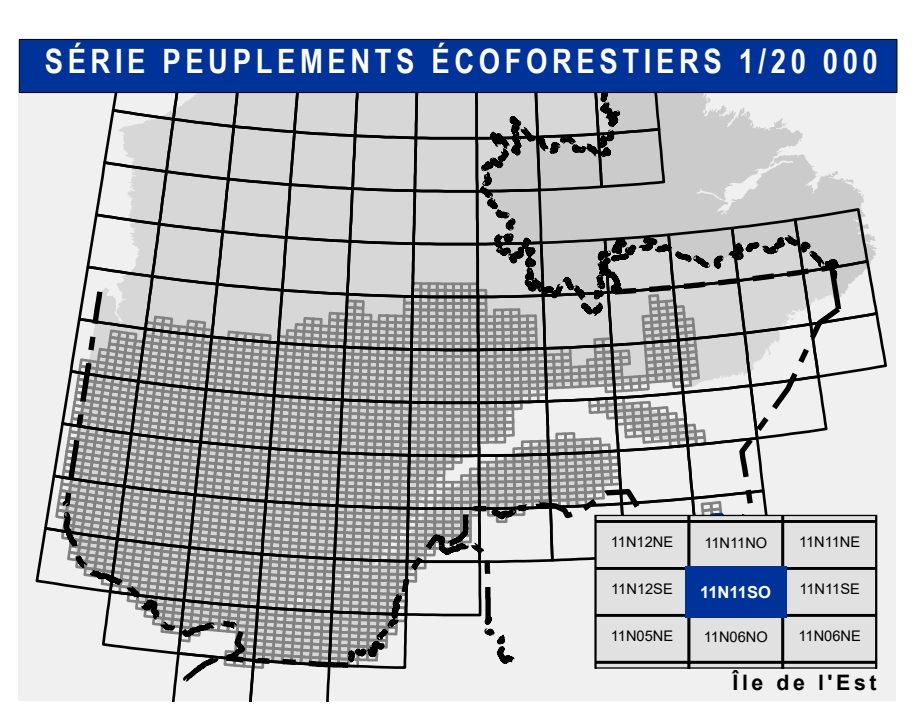 SÉRIE PEUPLEMENTS ÉCOFORESTIERS 1/20 000
11N12NE 11N11NO 11N11NE
11N12SE 11N11SO 11N11SE
11N05NE 11N06NO 11N06NE
Île de l'Est